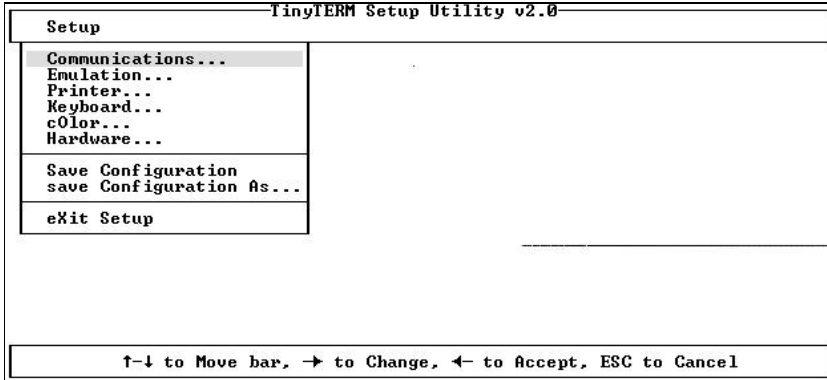 TinyTERM Setup Utility v2.0
Setup
Communications...
Emulation...
Printer...
Keyboard...
cOlor...
Hardware...
Save Configuration
save Configuration As...
eXit Setup
↑-↓ to Move bar, → to Change, ◄─ to Accept, ESC to Cancel